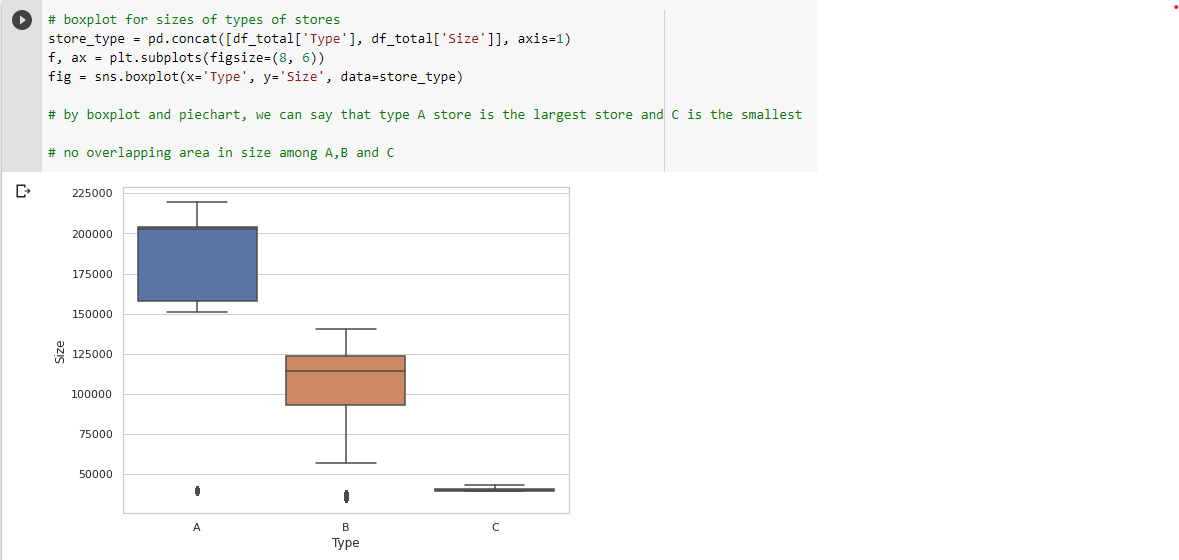 # boxplot for sizes of types of stores
store_type = pd.concat([df_total['Type'], df_total['Size']], axis=1)
f, ax = plt.subplots(figsize=(8, 6))
fig = sns.boxplot(x='Type', y='Size', data=store_type)
# by boxplot and piechart, we can say that type A store is the largest store and C is the smallest
# no overlapping area in size among A,B and C
225000
200000
175000
150000
125000
100000
75000
50000
Size
A B C
Type